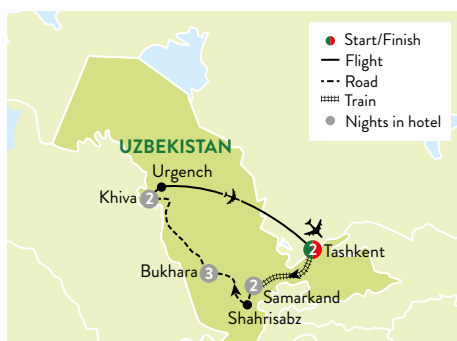 Start/Finish
Flight
Road
Train
Nights in hotel
UZBEKISTAN
Urgench
Khiva 2
2 Tashkent
Bukhara 3
2
Samarkand
Shahrisabz